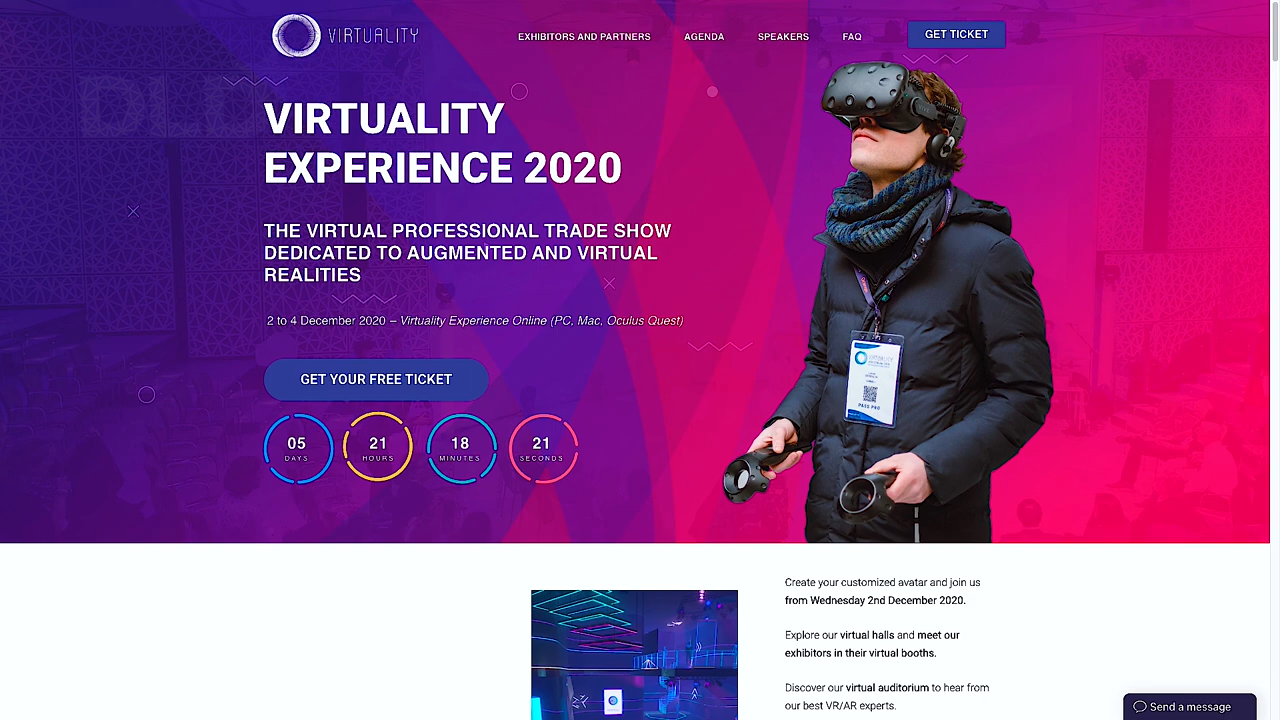 VIRTUALITY
EXHIBITORS AND PARTNERS
AGENDA
SPEAKERS
FAQ
GET TICKET
VIRTUALITY
EXPERIENCE 2020
THE VIRTUAL PROFESSIONAL TRADE SHOW
DEDICATED TO AUGMENTED AND VIRTUAL
REALITIES
2 to 4 December 2020 – Virtuality Experience Online (PC, Mac, Oculus Quest)
GET YOUR FREE TICKET
05
DAYS
21
HOURS
18
MINUTES
21
SECONDS
VIRTUALITY
PASS PRO
Create your customized avatar and join us
from Wednesday 2nd December 2020.
Explore our virtual halls and meet our
exhibitors in their virtual booths.
Discover our virtual auditorium to hear from
our best VR/AR experts.
Send a message